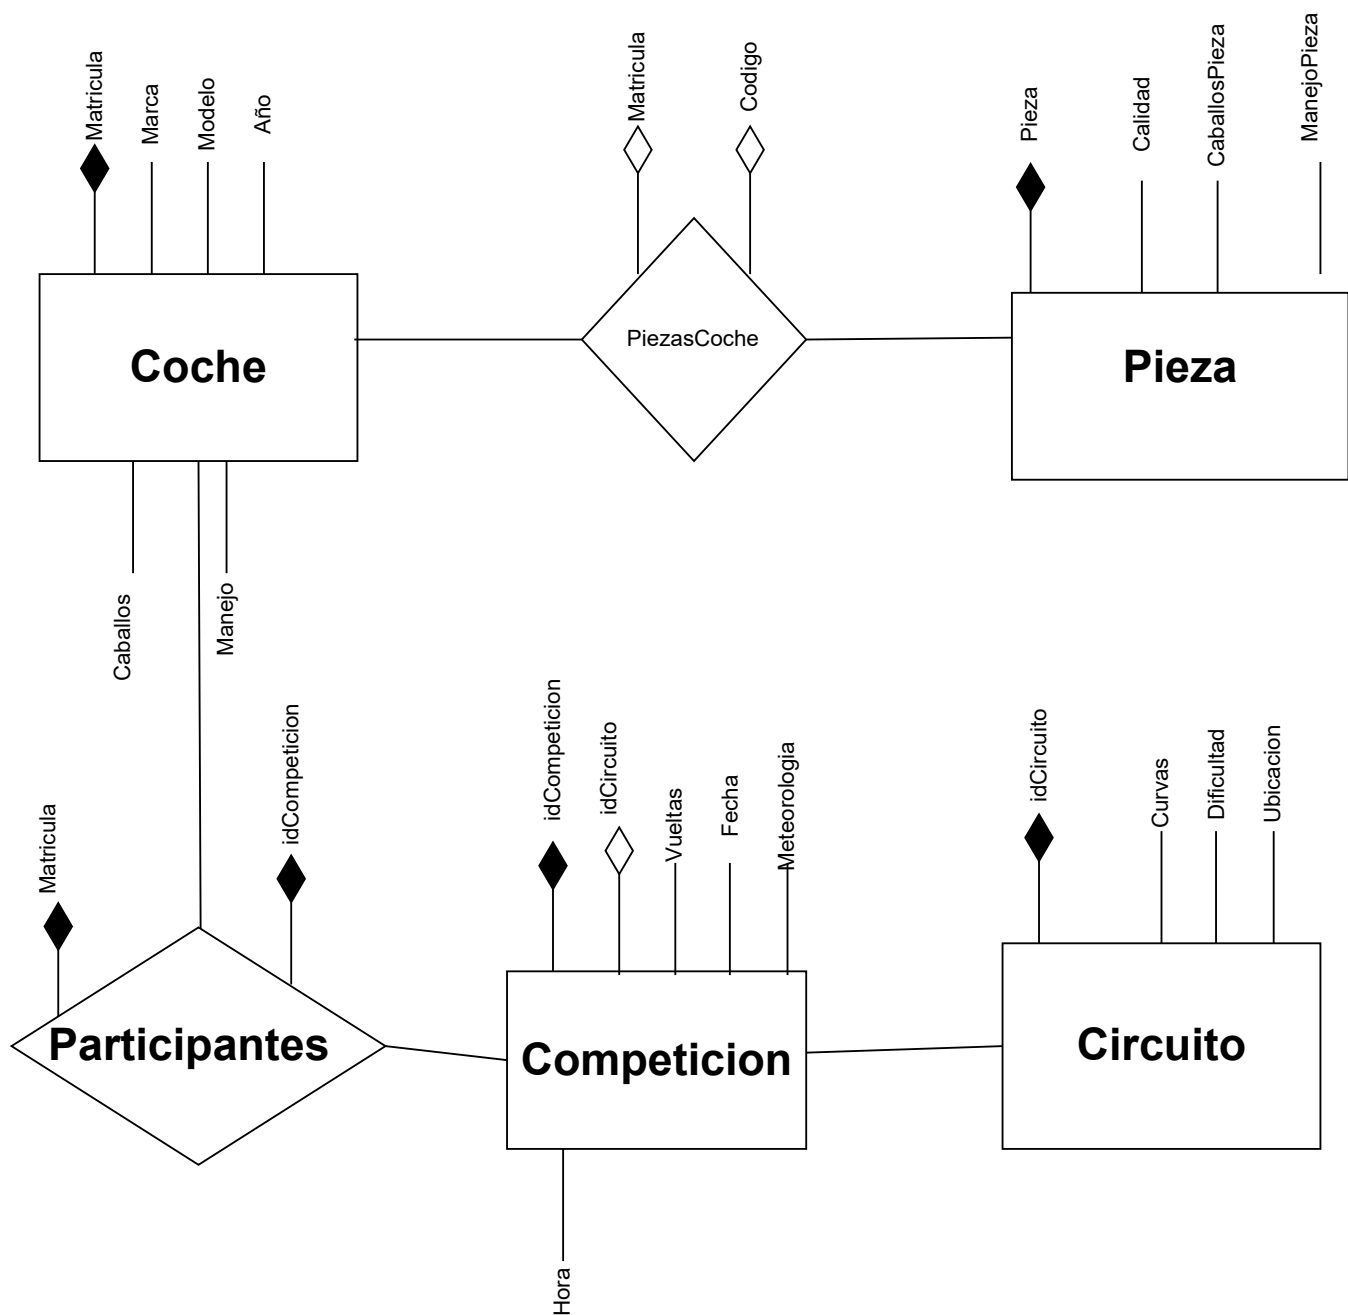 Matricula
Marca
Modelo
Año
Matricula
Codigo
Pieza
Calidad
CaballosPieza
ManejoPieza
Coche
PiezasCoche
Pieza
Caballos
Manejo
Matricula
idCompeticion
idCompeticion
idCircuito
Vueltas
Fecha
Meteorologia
idCircuito
Curvas
Dificultad
Ubicacion
Participantes
Competicion
Circuito
Hora